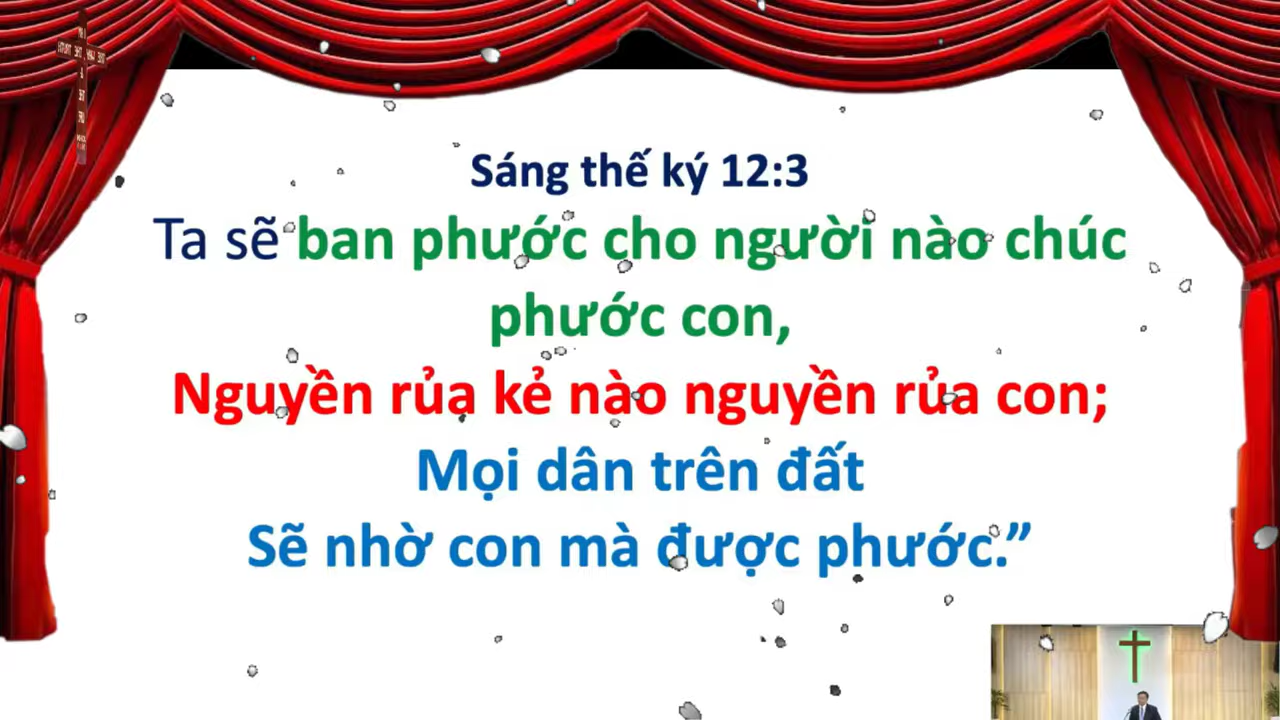 Sáng thế ký 12:3
Ta sẽ ban phước cho người nào chúc
phước con,
Nguyền rủa kẻ nào nguyền rủa con;
Mọi dân trên đất
Sẽ nhờ con mà được phước.”